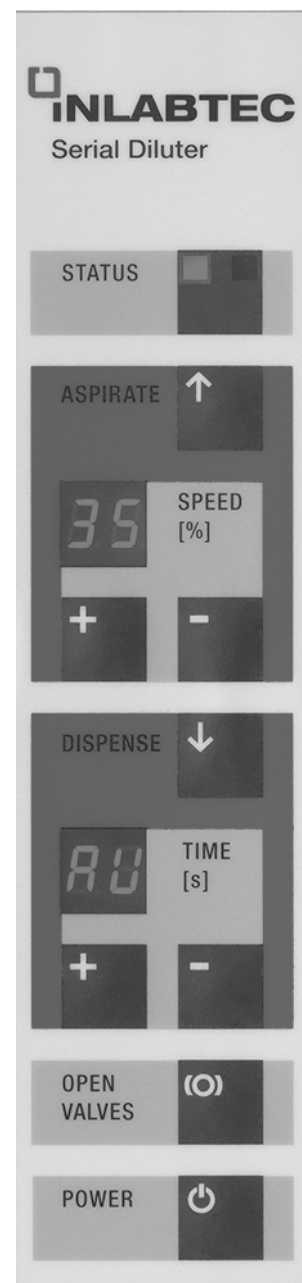 INLABTEC
Serial Diluter
STATUS
ASPIRATE
35
SPEED
[%]
+ -
DISPENSE
AU
TIME
[s]
+ -
OPEN
VALVES
POWER